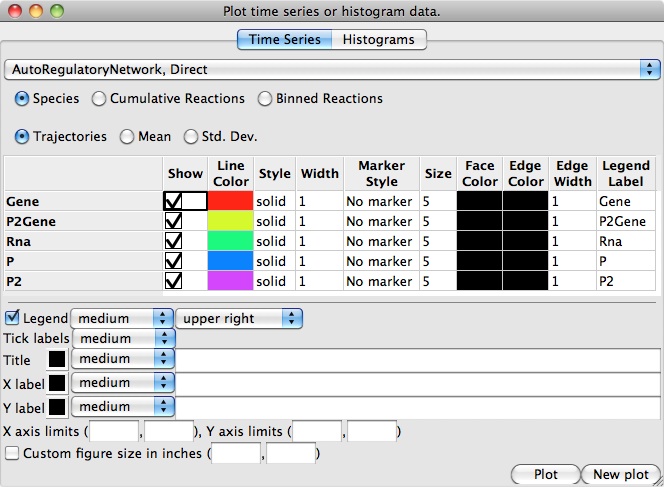 Plot time series or histogram data.
Time Series Histograms
AutoRegulatoryNetwork, Direct
Species Cumulative Reactions Binned Reactions
Trajectories Mean Std. Dev.
Show Line Color Style Width Marker Style Size Face Color Edge Color Edge Width Legend Label
Gene solid 1 No marker 5 1 Gene
P2Gene solid 1 No marker 5 1 P2Gene
Rna solid 1 No marker 5 1 Rna
P solid 1 No marker 5 1 P
P2 solid 1 No marker 5 1 P2
Legend medium upper right
Tick labels medium
Title medium
X label medium
Y label medium
X axis limits ( , ), Y axis limits ( , )
Custom figure size in inches ( , )
Plot New plot